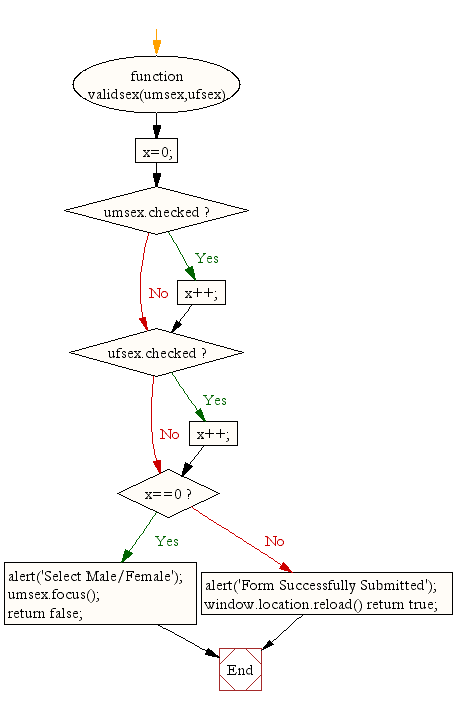 function
validsex(umsex,ufsex)
x=0;
umsex.checked ?
Yes
No
x++;
ufsex.checked ?
Yes
No
x++;
x==0 ?
Yes
No
alert('Select Male/Female');
umsex.focus();
return false;
alert('Form Successfully Submitted');
window.location.reload() return true;
End